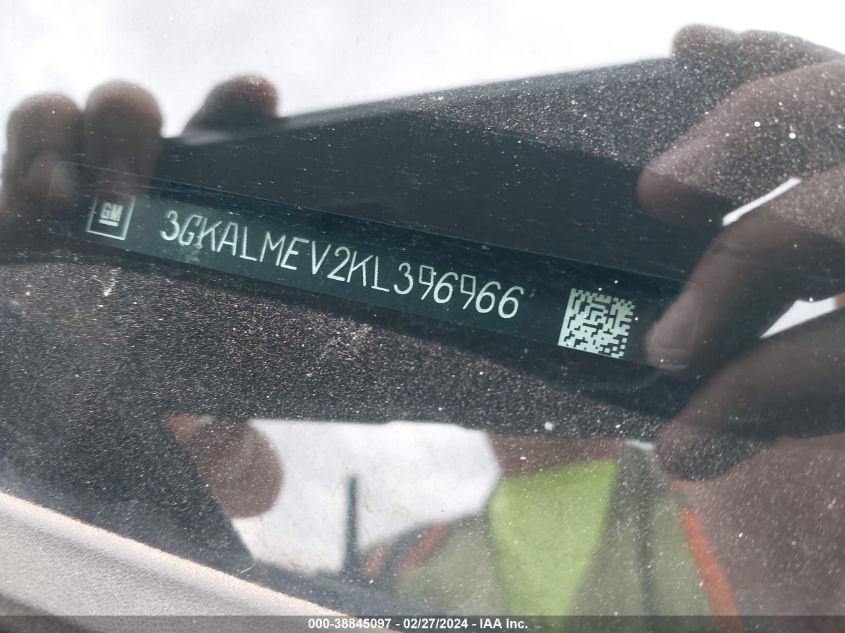 GM
3GKALMEV2KL396966
000-38845097 - 02/27/2024 - IAA Inc.